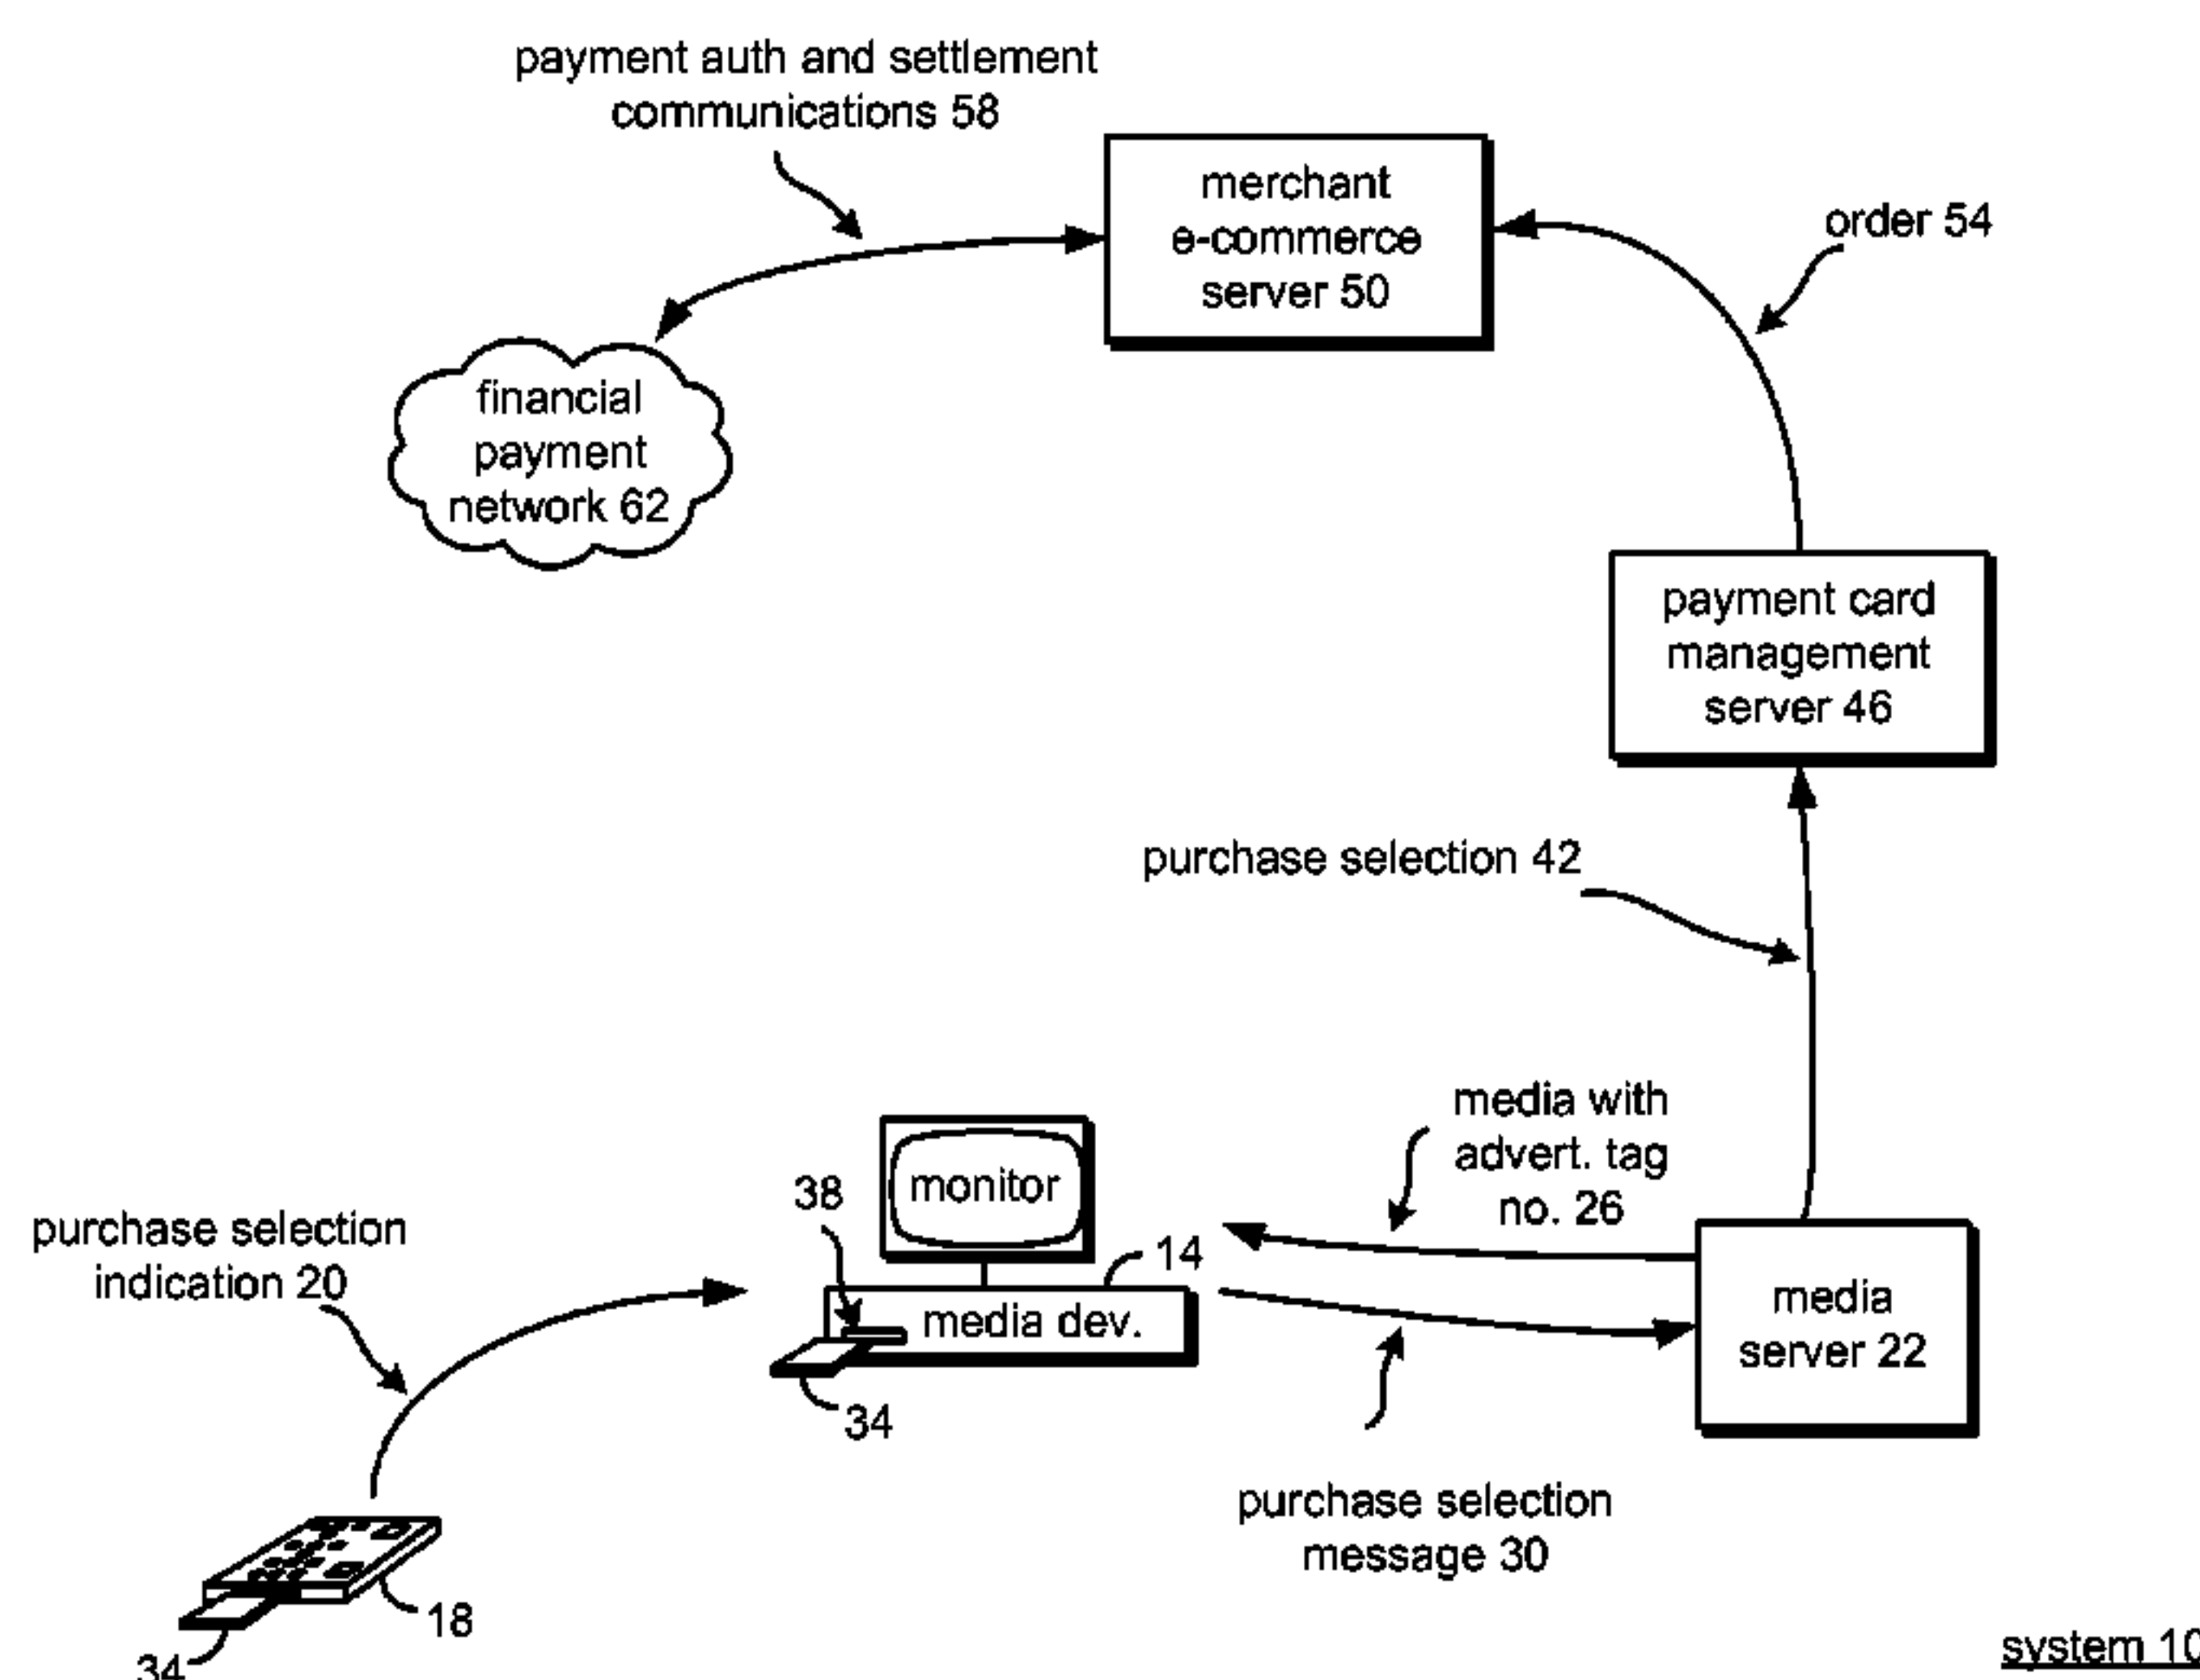 payment auth and settlement
communications 58
merchant
e-commerce
server 50
order 54
financial
payment
network 62
payment card
management
server 46
purchase selection 42
media with
advert. tag
no. 26
monitor
38
14
purchase selection
indication 20
media dev.
media
server 22
34
purchase selection
message 30
18
34
system 10